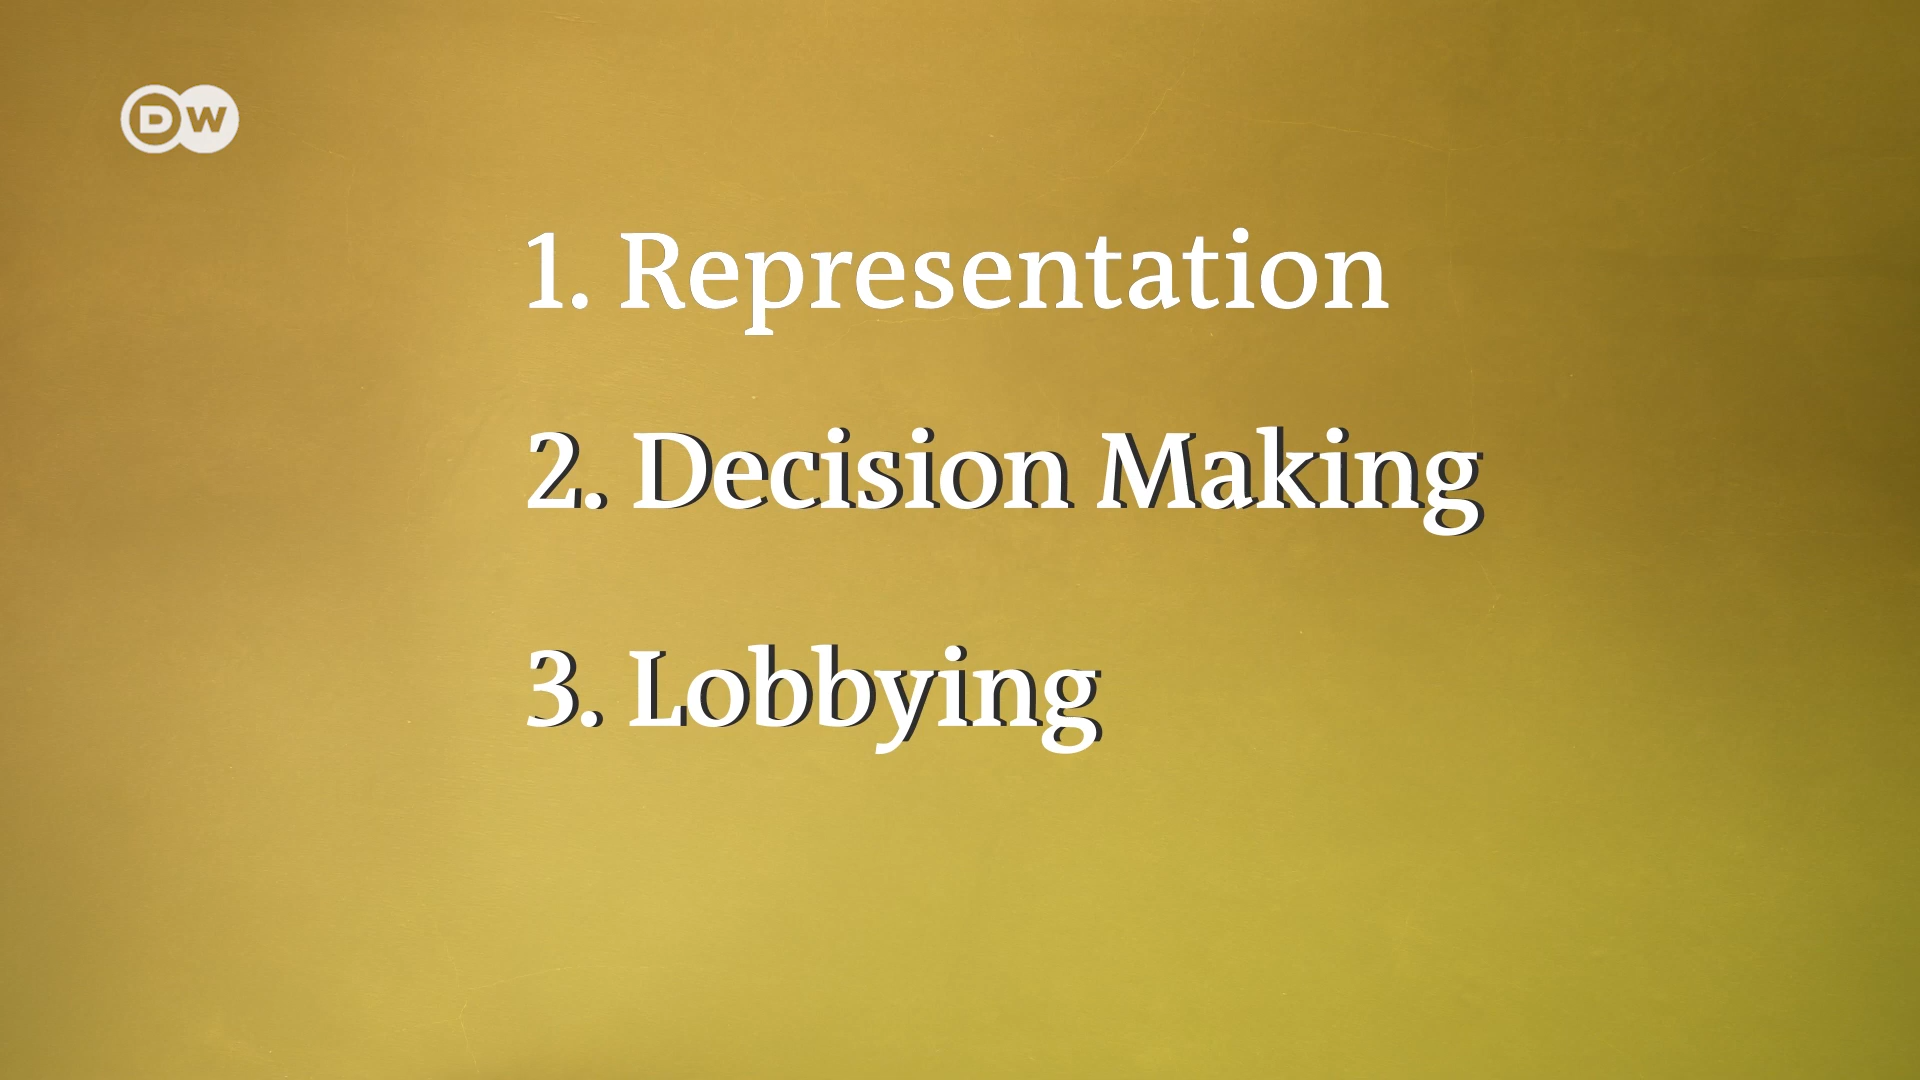 DW
1. Representation
2. Decision Making
3. Lobbying